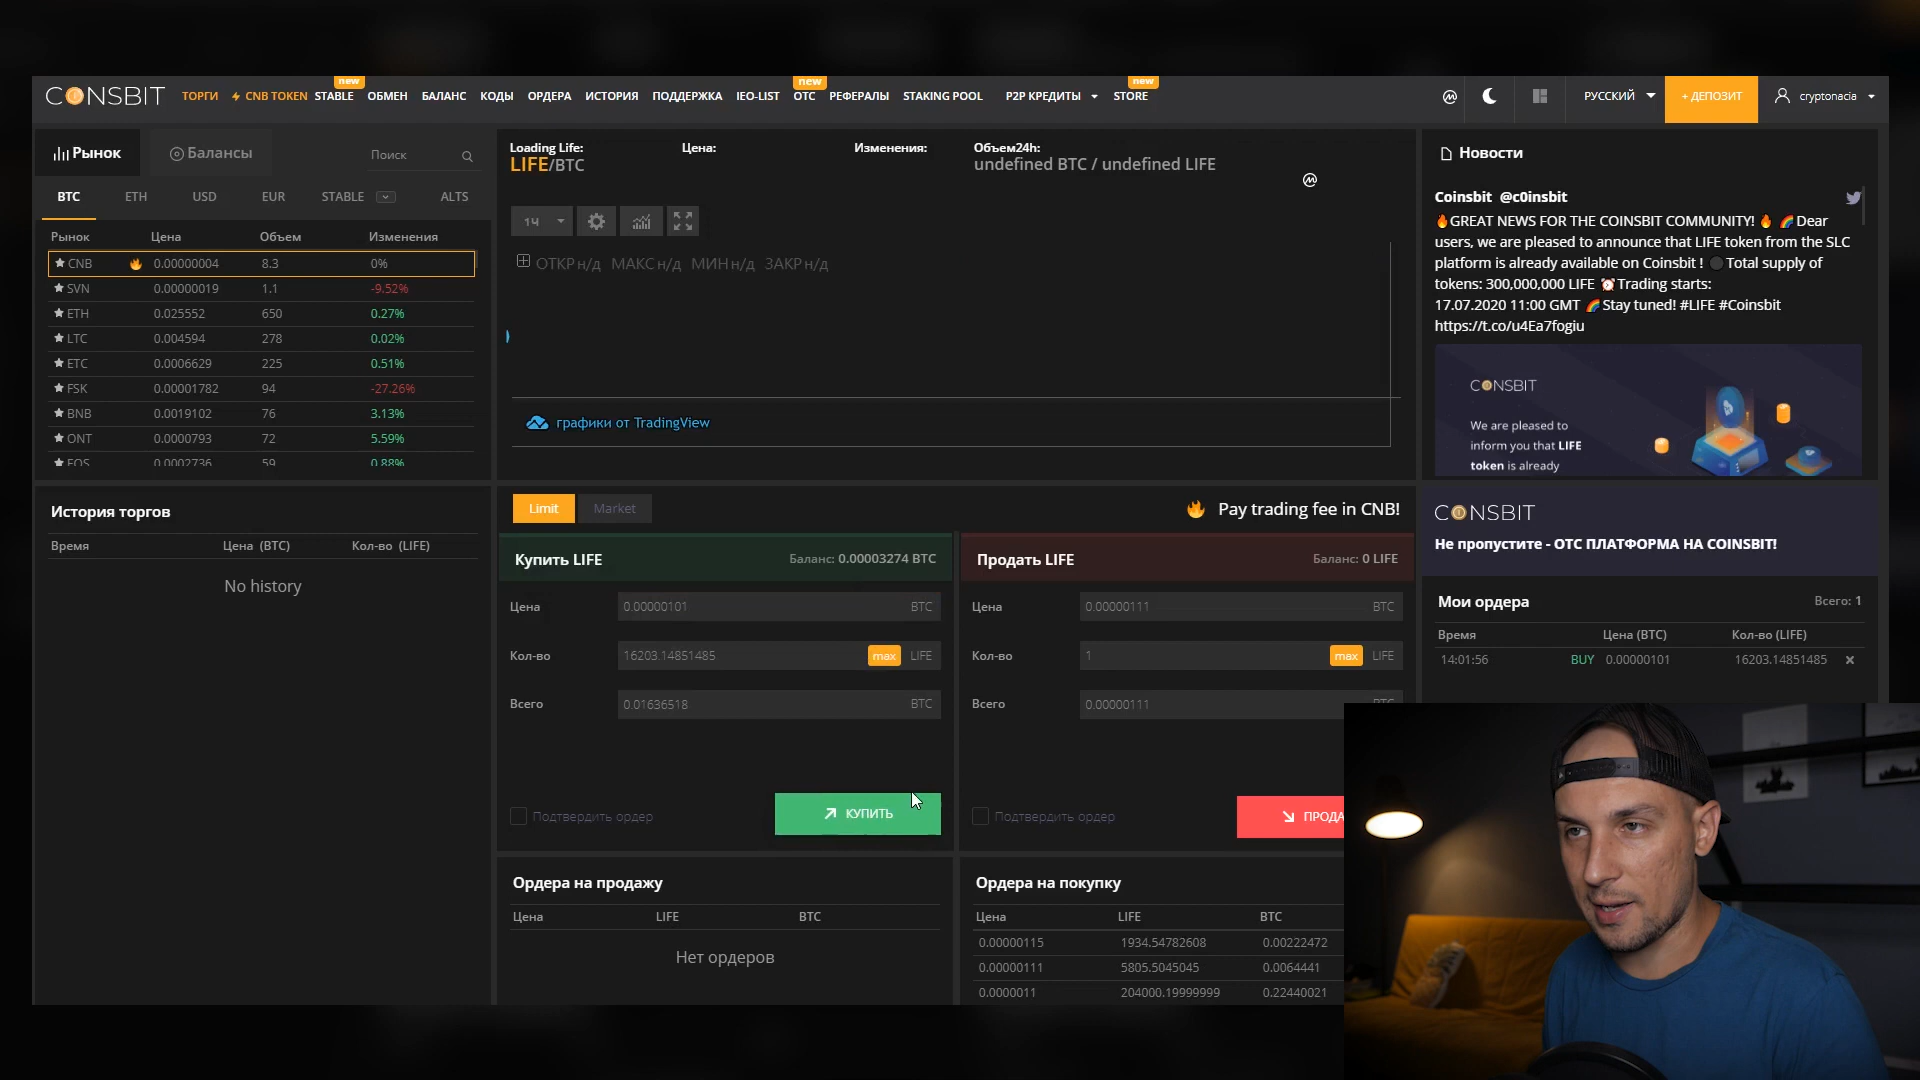 CONSBIT
ТОРГИ
CNB TOKEN
new
STABLE
ОБМЕН
БАЛАНС
КОДЫ
ОРДЕРА
ИСТОРИЯ
ПОДДЕРЖКА
IEO-LIST
new
OTC
РЕФЕРАЛЫ
STAKING POOL
P2P КРЕДИТЫ
new
STORE
РУССКИЙ
+ ДЕПОЗИТ
cryptonacia
Рынок
Балансы
Поиск
BTC ETH USD EUR STABLE ALTS
Рынок Цена Объем Изменения
CNB 0.00000004 8.3 0%
SVN 0.00000019 1.1 -9.52%
ETH 0.025552 650 0.27%
LTC 0.004594 278 0.02%
ETC 0.0006629 225 0.51%
FSK 0.00001782 94 -27.26%
BNB 0.0019102 76 3.13%
ONT 0.0000793 72 5.59%
EOS 0.0002736 59 0.88%
История торгов
Время Цена (BTC) Кол-во (LIFE)
No history
Loading Life: Цена: Изменения: Объем24h:
LIFE/BTC undefined BTC / undefined LIFE
1Ч
ОТКР н/д МАКС н/д МИН н/д ЗАКР н/д
графики от TradingView
Limit Market
Pay trading fee in CNB!
Купить LIFE Баланс: 0.00003274 BTC
Цена 0.00000101 BTC
Кол-во 16203.14851485 max LIFE
Всего 0.01636518 BTC
Подтвердить ордер
КУПИТЬ
Продать LIFE Баланс: 0 LIFE
Цена 0.00000111 BTC
Кол-во 1 max LIFE
Всего 0.00000111 BTC
Подтвердить ордер
ПРОДА
Ордера на продажу
Цена LIFE BTC
Нет ордеров
Ордера на покупку
Цена LIFE BTC
0.00000115 1934.54782608 0.00222472
0.00000111 5805.5045045 0.0064441
0.0000011 204000.19999999 0.22440021
Новости
Coinsbit @c0insbit
🔥GREAT NEWS FOR THE COINSBIT COMMUNITY! 🔥 🌈Dear
users, we are pleased to announce that LIFE token from the SLC
platform is already available on Coinsbit ! ⚫Total supply of
tokens: 300,000,000 LIFE ⏰Trading starts:
17.07.2020 11:00 GMT 🌈Stay tuned! #LIFE #Coinsbit
https://t.co/u4Ea7fogiu
CONSBIT
We are pleased to
inform you that LIFE
token is already
CONSBIT
Не пропустите - OTC ПЛАТФОРМА НА COINSBIT!
Мои ордера Всего: 1
Время Цена (BTC) Кол-во (LIFE)
14:01:56 BUY 0.00000101 16203.14851485